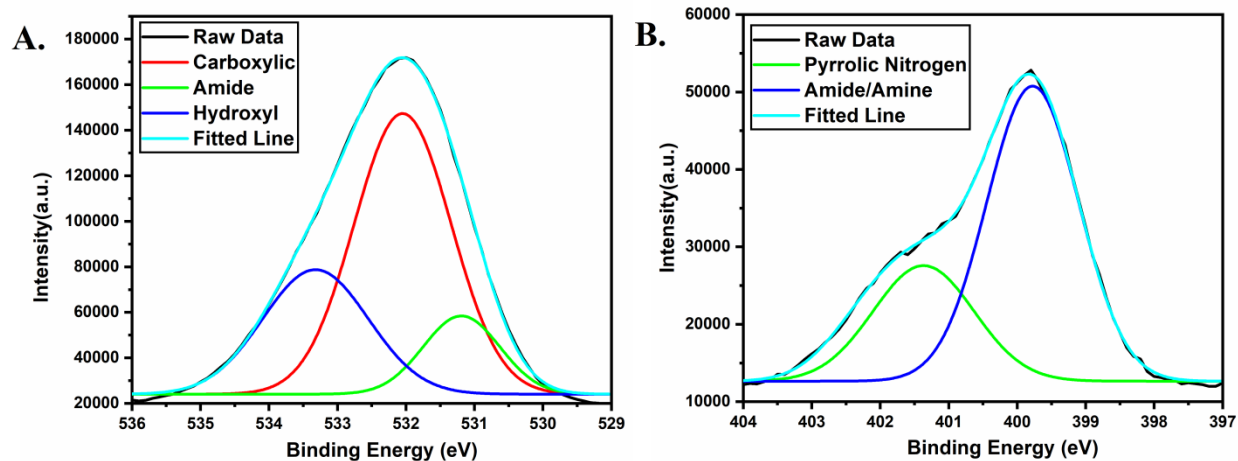 A.
Raw Data
Carboxylic
Amide
Hydroxyl
Fitted Line
Intensity(a.u.)
180000
160000
140000
120000
100000
80000
60000
40000
20000
536 535 534 533 532 531 530 529
Binding Energy (eV)
B.
Raw Data
Pyrrolic Nitrogen
Amide/Amine
Fitted Line
Intensity(a.u.)
60000
50000
40000
30000
20000
10000
404 403 402 401 400 399 398 397
Binding Energy (eV)